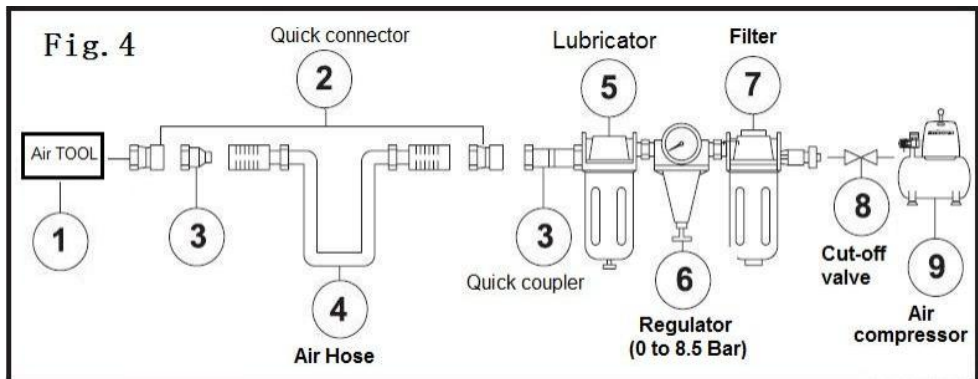 Fig. 4
Quick connector
2
Lubricator
5
Filter
7
Air TOOL
1
3
4
Air Hose
3
Quick coupler
6
Regulator
(0 to 8.5 Bar)
8
Cut-off
valve
9
Air
compressor